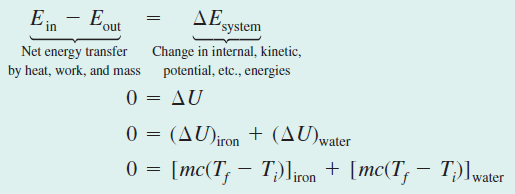 E_in − E_out = ΔE_system
Net energy transfer Change in internal, kinetic,
by heat, work, and mass potential, etc., energies
0 = ΔU
0 = (ΔU)_iron + (ΔU)_water
0 = [mc(T_f − T_i)]_iron + [mc(T_f − T_i)]_water